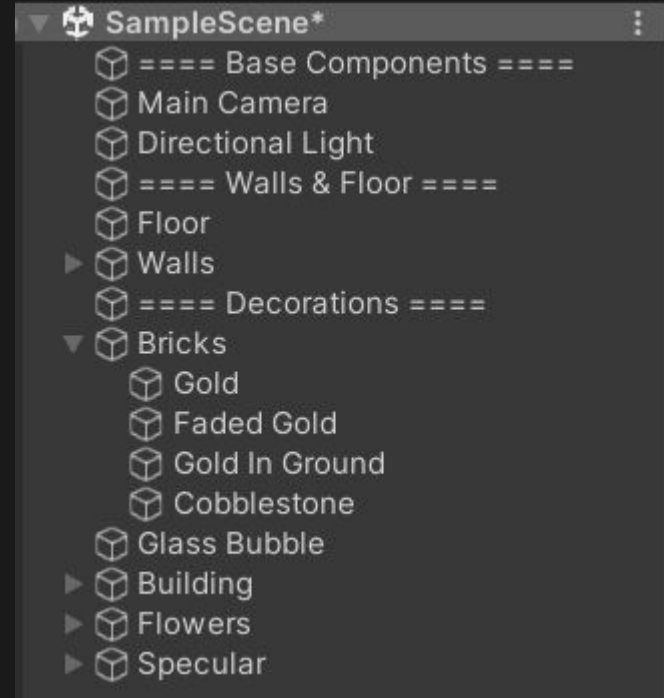 SampleScene*
==== Base Components ====
Main Camera
Directional Light
==== Walls & Floor ====
Floor
Walls
==== Decorations ====
Bricks
Gold
Faded Gold
Gold In Ground
Cobblestone
Glass Bubble
Building
Flowers
Specular